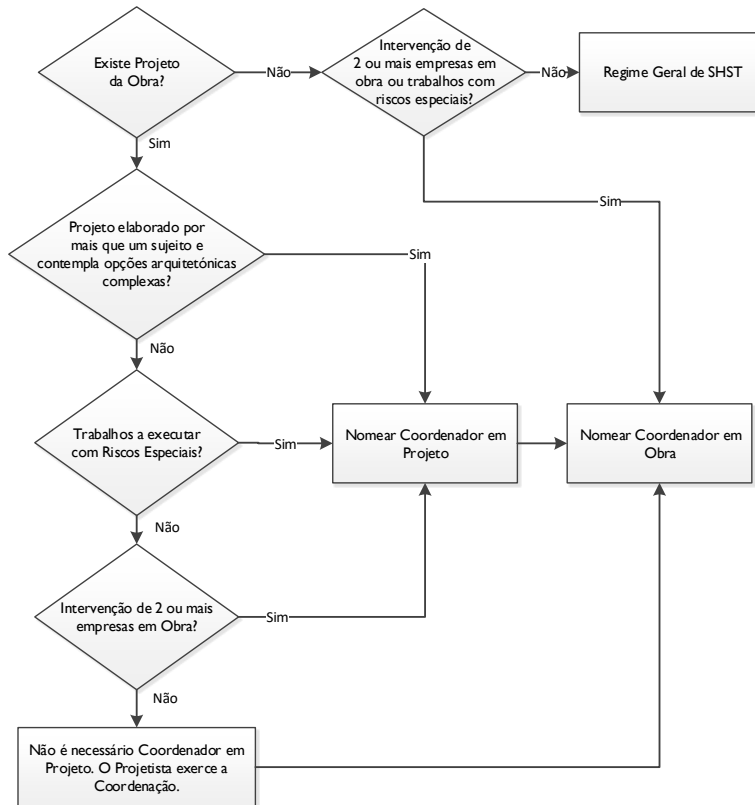 Existe Projeto
da Obra?
Não
Intervenção de
2 ou mais empresas em
obra ou trabalhos com
riscos especiais?
Não
Regime Geral de SHST
Sim
Sim
Projeto elaborado por
mais que um sujeito e
contempla opções arquitetónicas
complexas?
Sim
Não
Trabalhos a executar
com Riscos Especiais?
Sim
Nomear Coordenador em
Projeto
Nomear Coordenador em
Obra
Não
Intervenção de 2 ou mais
empresas em Obra?
Sim
Não
Não é necessário Coordenador em
Projeto. O Projetista exerce a
Coordenação.